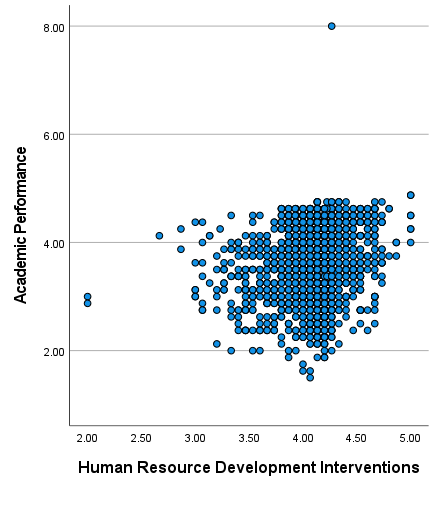 8.00
6.00
4.00
2.00
Academic Performance
2.00 2.50 3.00 3.50 4.00 4.50 5.00
Human Resource Development Interventions